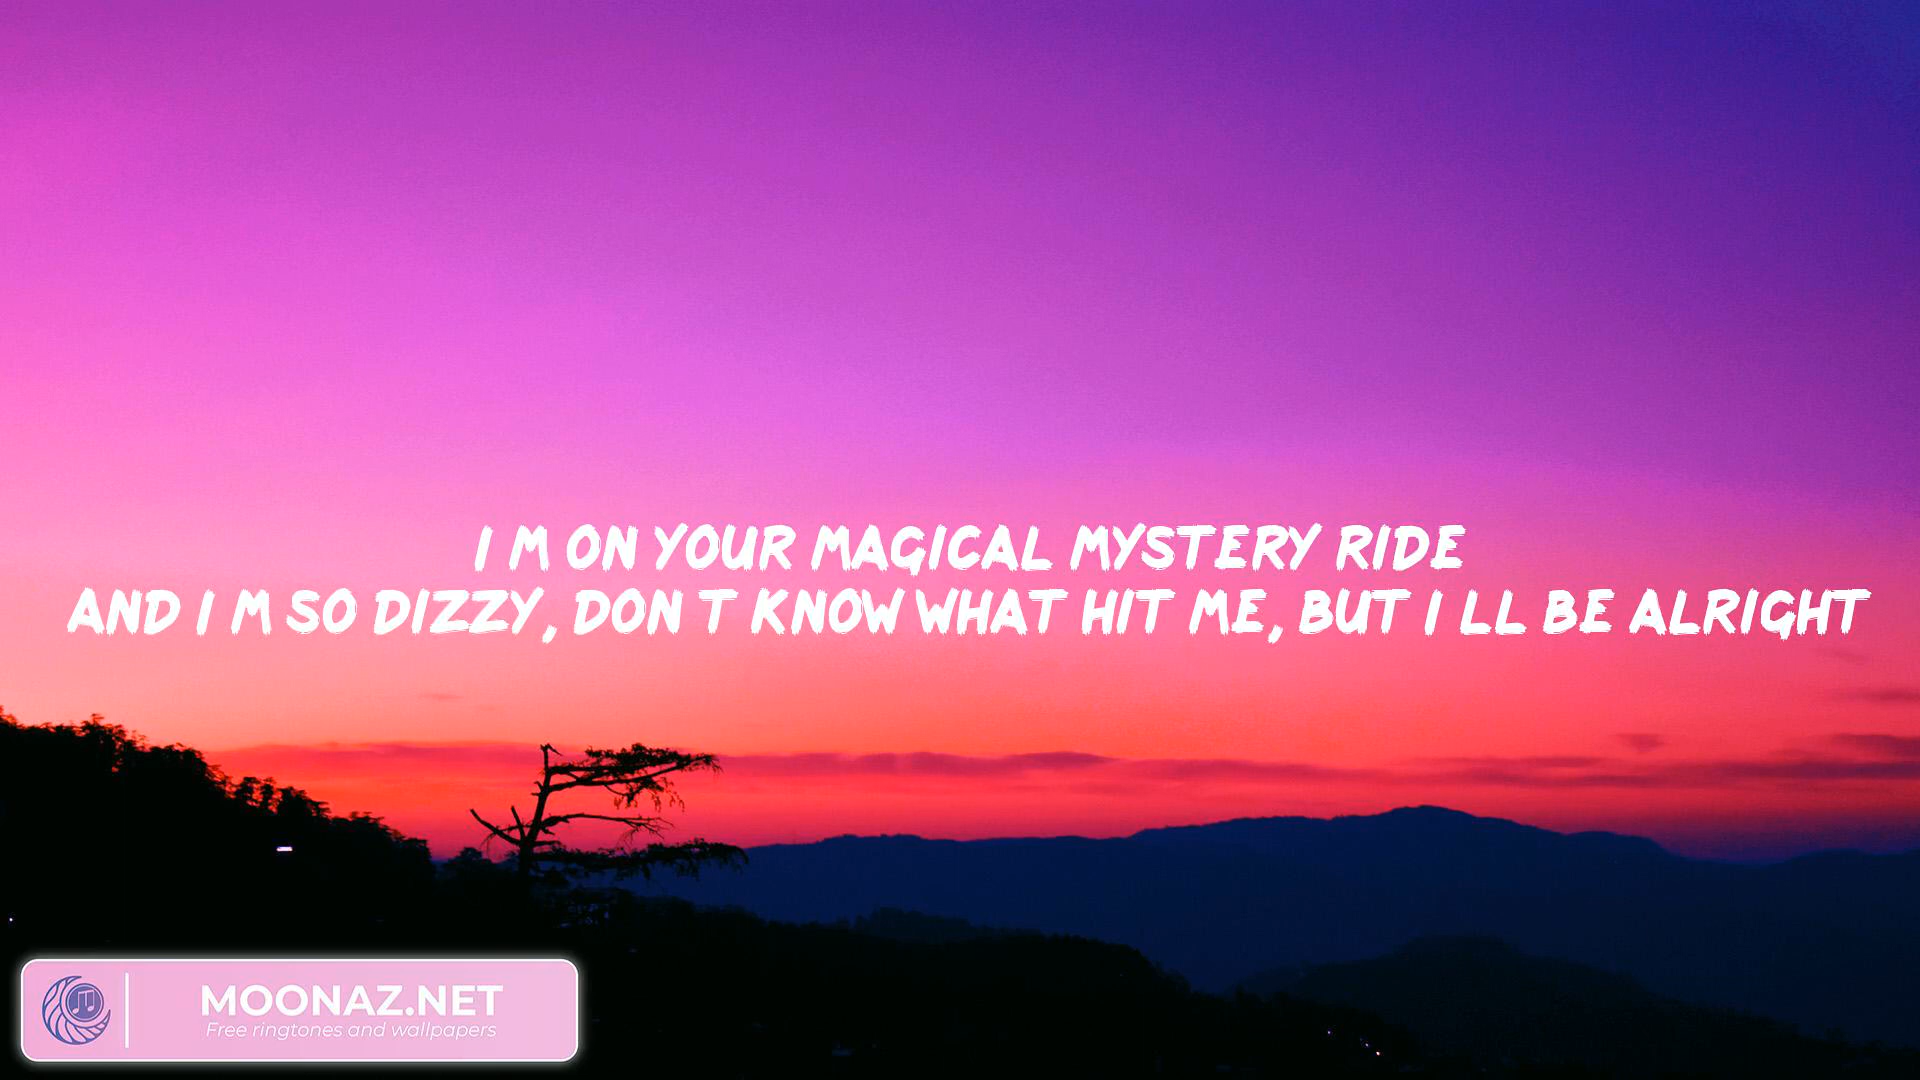 I M ON YOUR MAGICAL MYSTERY RIDE
AND I M SO DIZZY, DON T KNOW WHAT HIT ME, BUT I LL BE ALRIGHT
MOONAZ.NET
Free ringtones and wallpapers